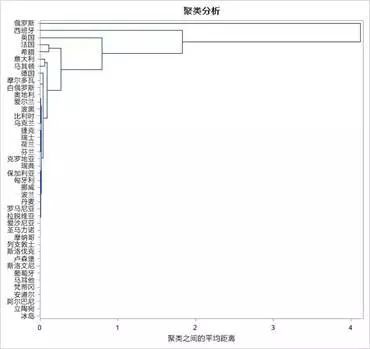 聚类分析
俄罗斯
西班牙
英国
法国
希腊
意大利
马其顿
德国
摩尔多瓦
白俄罗斯
奥地利
爱尔兰
波黑
比利时
乌克兰
捷克
瑞士
荷兰
芬兰
克罗地亚
瑞典
保加利亚
匈牙利
挪威
波兰
丹麦
罗马尼亚
拉脱维亚
爱沙尼亚
圣马力诺
摩纳哥
列支敦士
斯洛伐克
卢森堡
斯洛文尼
葡萄牙
马耳他
梵蒂冈
安道尔
阿尔巴尼
立陶宛
冰岛
0 1 2 3 4
聚类之间的平均距离